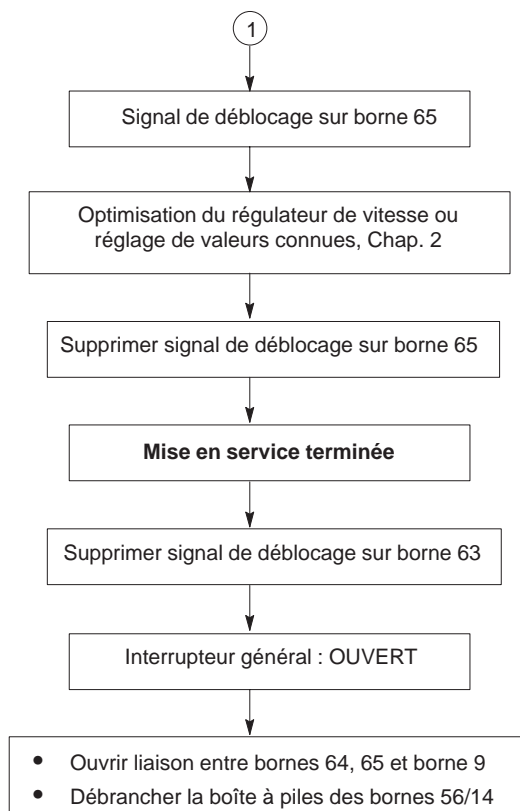 1
Signal de déblocage sur borne 65
Optimisation du régulateur de vitesse ou
réglage de valeurs connues, Chap. 2
Supprimer signal de déblocage sur borne 65
Mise en service terminée
Supprimer signal de déblocage sur borne 63
Interrupteur général : OUVERT
• Ouvrir liaison entre bornes 64, 65 et borne 9
• Débrancher la boîte à piles des bornes 56/14